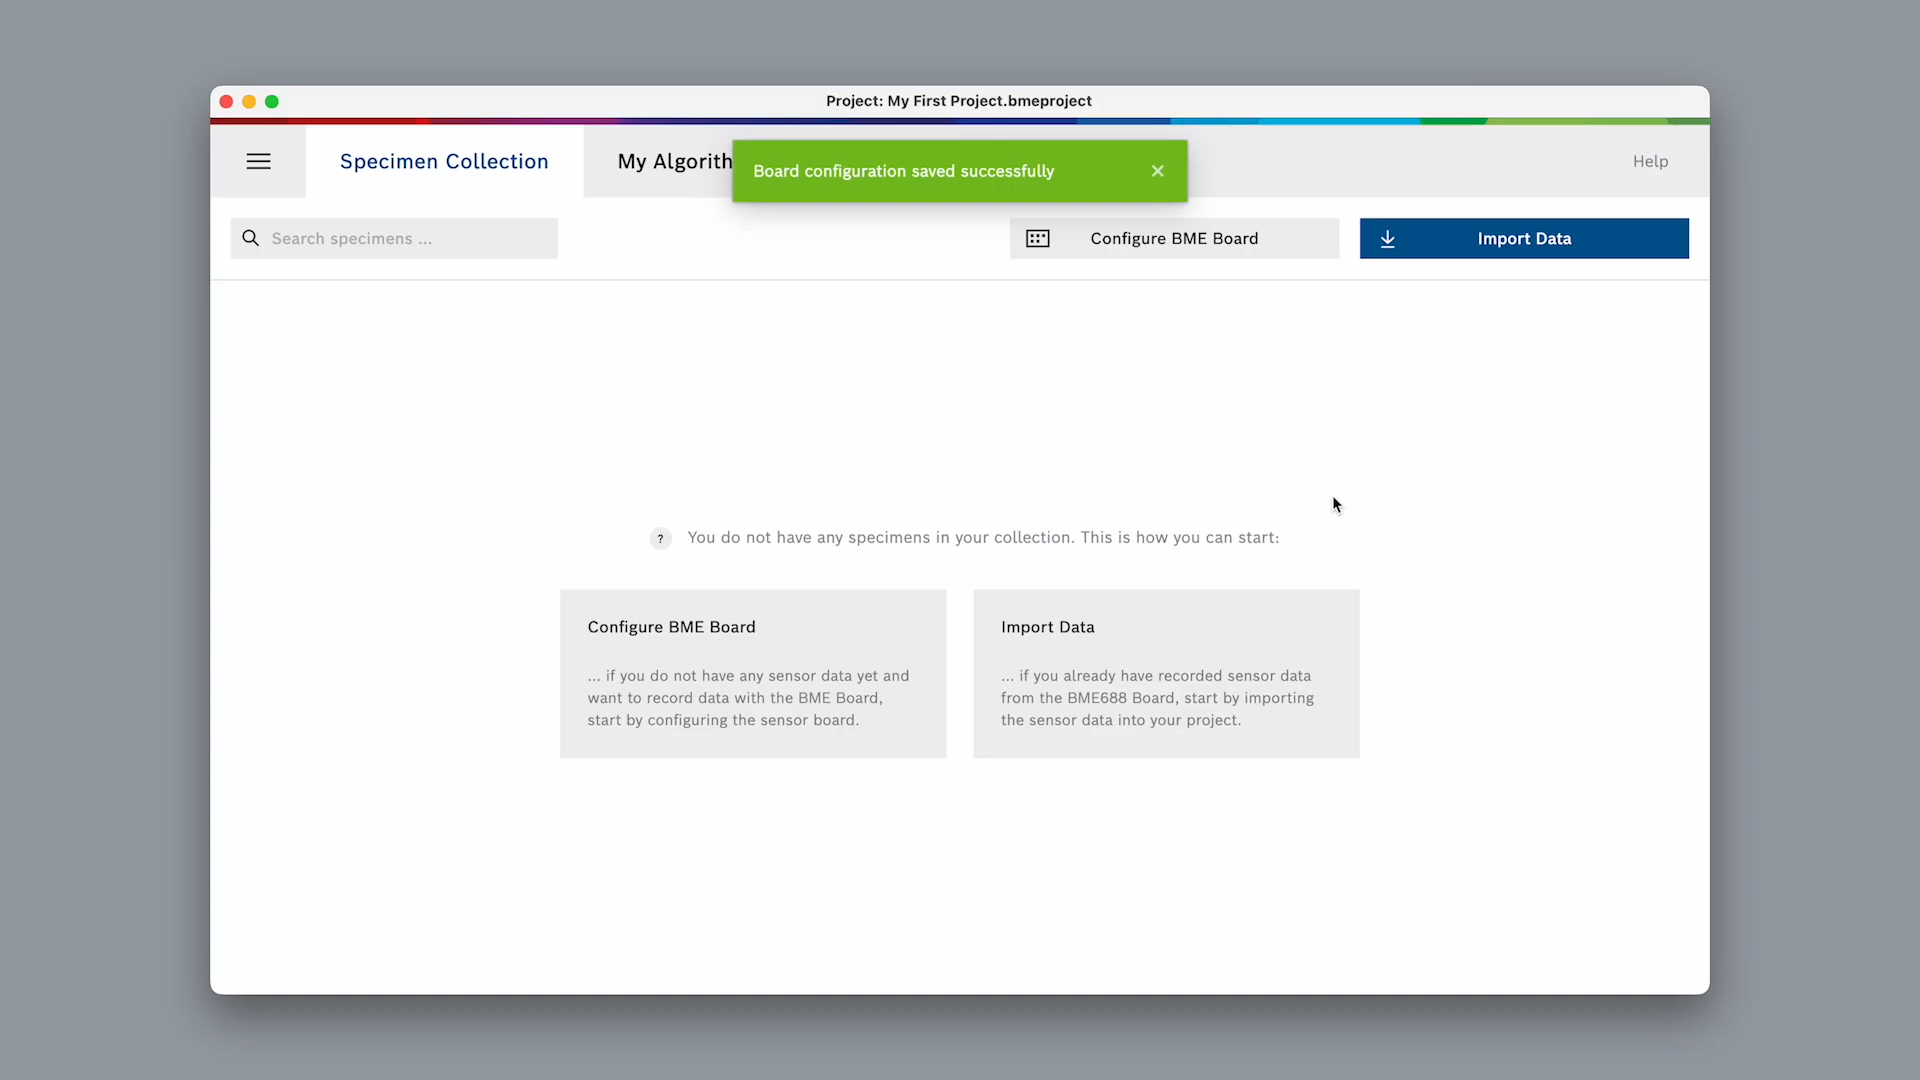 Project: My First Project.bmeproject
Specimen Collection
My Algorith
Board configuration saved successfully
Help
Search specimens ...
Configure BME Board
Import Data
? You do not have any specimens in your collection. This is how you can start:
Configure BME Board
... if you do not have any sensor data yet and
want to record data with the BME Board,
start by configuring the sensor board.
Import Data
... if you already have recorded sensor data
from the BME688 Board, start by importing
the sensor data into your project.